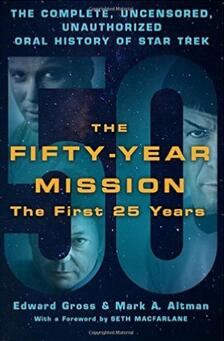 THE COMPLETE, UNCENSORED,
UNAUTHORIZED
ORAL HISTORY OF STAR TREK
50
THE
FIFTY-YEAR
MISSION
The First 25 Years
Edward Gross & Mark A. Altman
With a Foreword by SETH MACFARLANE